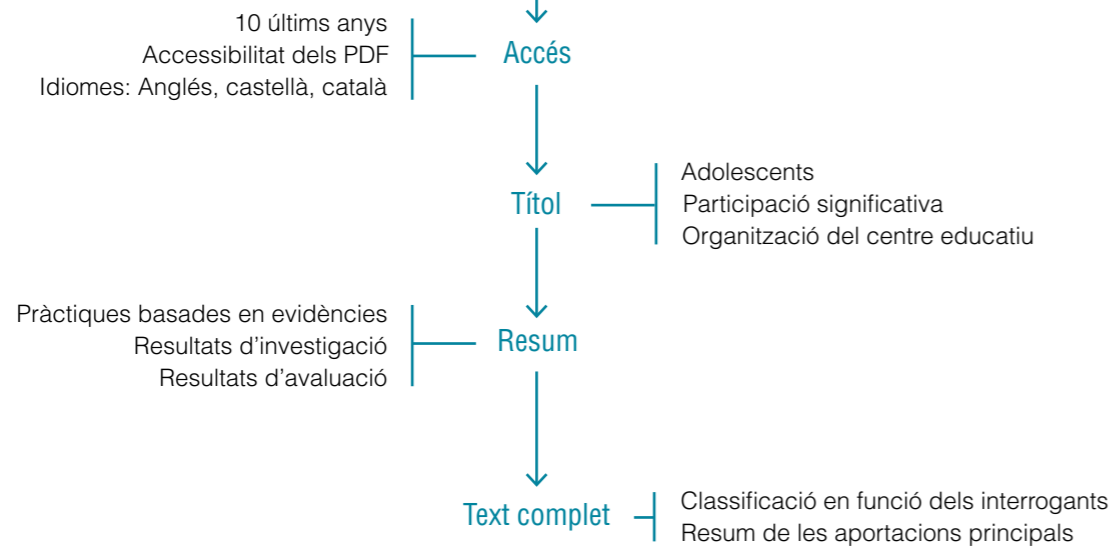 10 últims anys
Accessibilitat dels PDF
Idiomes: Anglés, castellà, català
Accés
Títol
Adolescents
Participació significativa
Organització del centre educatiu
Pràctiques basades en evidències
Resultats d’investigació
Resultats d’avaluació
Resum
Text complet
Classificació en funció dels interrogants
Resum de les aportacions principals